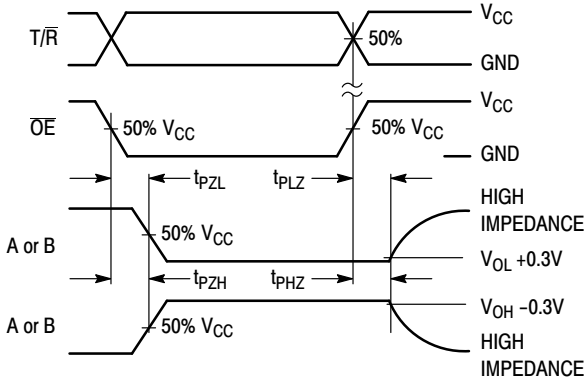 T/R̅ 50% V_CC
GND
O̅E̅ 50% V_CC 50% V_CC V_CC
GND
t_PZL t_PLZ
A or B 50% V_CC HIGH
IMPEDANCE
V_OL +0.3V
t_PZH t_PHZ
V_OH −0.3V
A or B 50% V_CC HIGH
IMPEDANCE